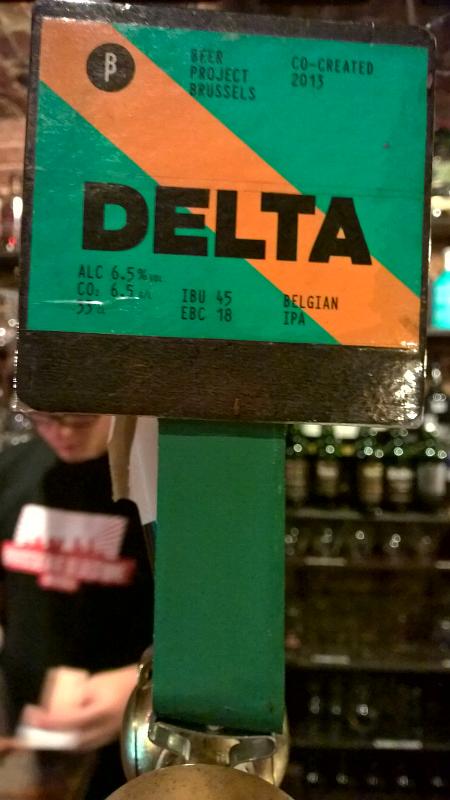 B
BEER
PROJECT
BRUSSELS
CO-CREATED
2013
DELTA
ALC 6.5% VOL
CO₂ 6.5 G/L
33 CL
IBU 45
EBC 18
BELGIAN
IPA